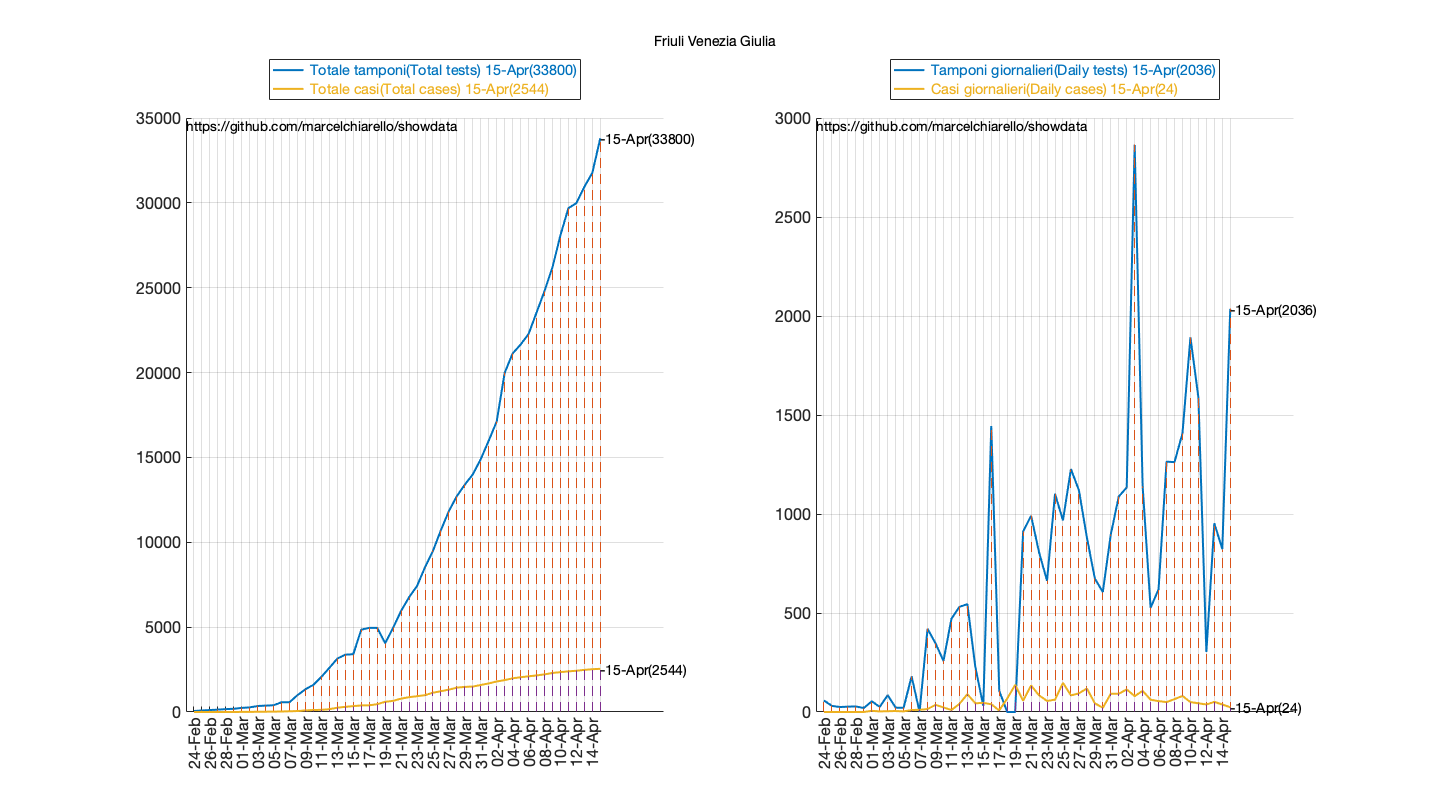 Friuli Venezia Giulia
Totale tamponi(Total tests) 15-Apr(33800)
Totale casi(Total cases) 15-Apr(2544)
https://github.com/marcelchiarello/showdata
35000
30000
25000
20000
15000
10000
5000
0
15-Apr(33800)
15-Apr(2544)
24-Feb
26-Feb
28-Feb
01-Mar
03-Mar
05-Mar
07-Mar
09-Mar
11-Mar
13-Mar
15-Mar
17-Mar
19-Mar
21-Mar
23-Mar
25-Mar
27-Mar
29-Mar
31-Mar
02-Apr
04-Apr
06-Apr
08-Apr
10-Apr
12-Apr
14-Apr
Tamponi giornalieri(Daily tests) 15-Apr(2036)
Casi giornalieri(Daily cases) 15-Apr(24)
https://github.com/marcelchiarello/showdata
3000
2500
2000
1500
1000
500
0
15-Apr(2036)
15-Apr(24)
24-Feb
26-Feb
28-Feb
01-Mar
03-Mar
05-Mar
07-Mar
09-Mar
11-Mar
13-Mar
15-Mar
17-Mar
19-Mar
21-Mar
23-Mar
25-Mar
27-Mar
29-Mar
31-Mar
02-Apr
04-Apr
06-Apr
08-Apr
10-Apr
12-Apr
14-Apr